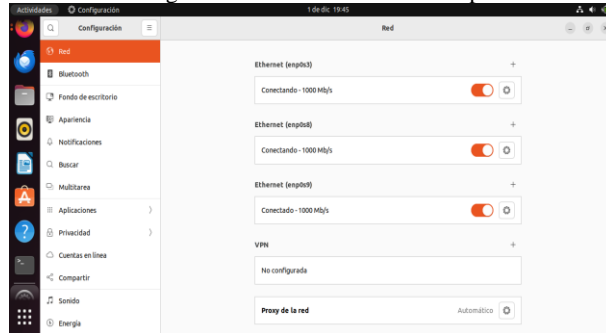 Actividades Configuración 1 de dic 19:45
Configuración Red
Red
Bluetooth
Fondo de escritorio
Apariencia
Notificaciones
Buscar
Multitarea
Aplicaciones
Privacidad
Cuentas en línea
Compartir
Sonido
Energía
Ethernet (enp0s3)
Conectando - 1000 Mb/s
Ethernet (enp0s8)
Conectando - 1000 Mb/s
Ethernet (enp0s9)
Conectado - 1000 Mb/s
VPN
No configurada
Proxy de la red Automático